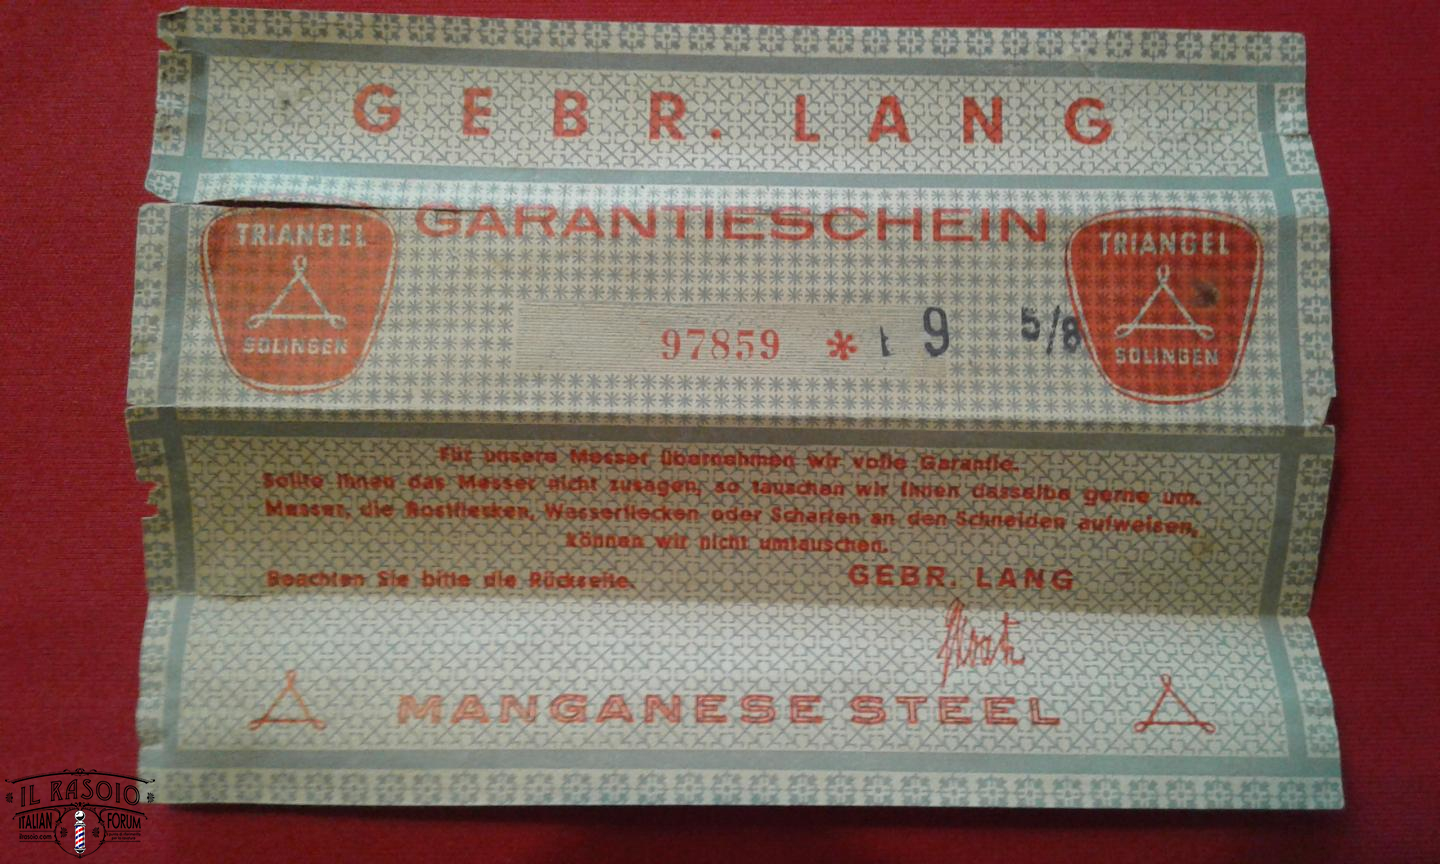 GEBR. LANG
GARANTIESCHEIN
TRIANGEL
SOLINGEN
TRIANGEL
SOLINGEN
97859 * 9 5/8
Für unsere Messer übernehmen wir volle Garantie.
Sollte Ihnen das Messer nicht zusagen, so tauschen wir Ihnen dasselbe gerne um.
Messer, die Rostflecken, Wasserflecken oder Scharten an den Schneiden aufweisen,
können wir nicht umtauschen.
Beachten Sie bitte die Rückseite.
GEBR. LANG
MANGANESE STEEL
IL RASOIO
ITALIAN FORUM